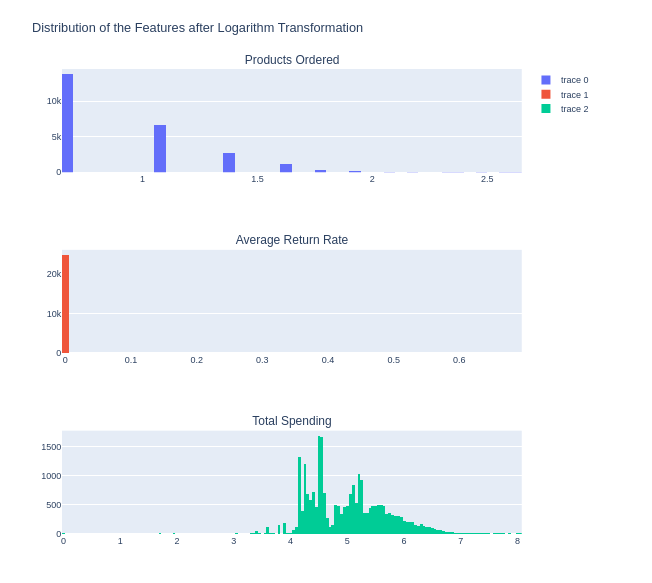 Distribution of the Features after Logarithm Transformation
Products Ordered
10k
5k
0
1
1.5
2
2.5
trace 0
trace 1
trace 2
Average Return Rate
20k
10k
0
0
0.1
0.2
0.3
0.4
0.5
0.6
Total Spending
1500
1000
500
0
0
1
2
3
4
5
6
7
8